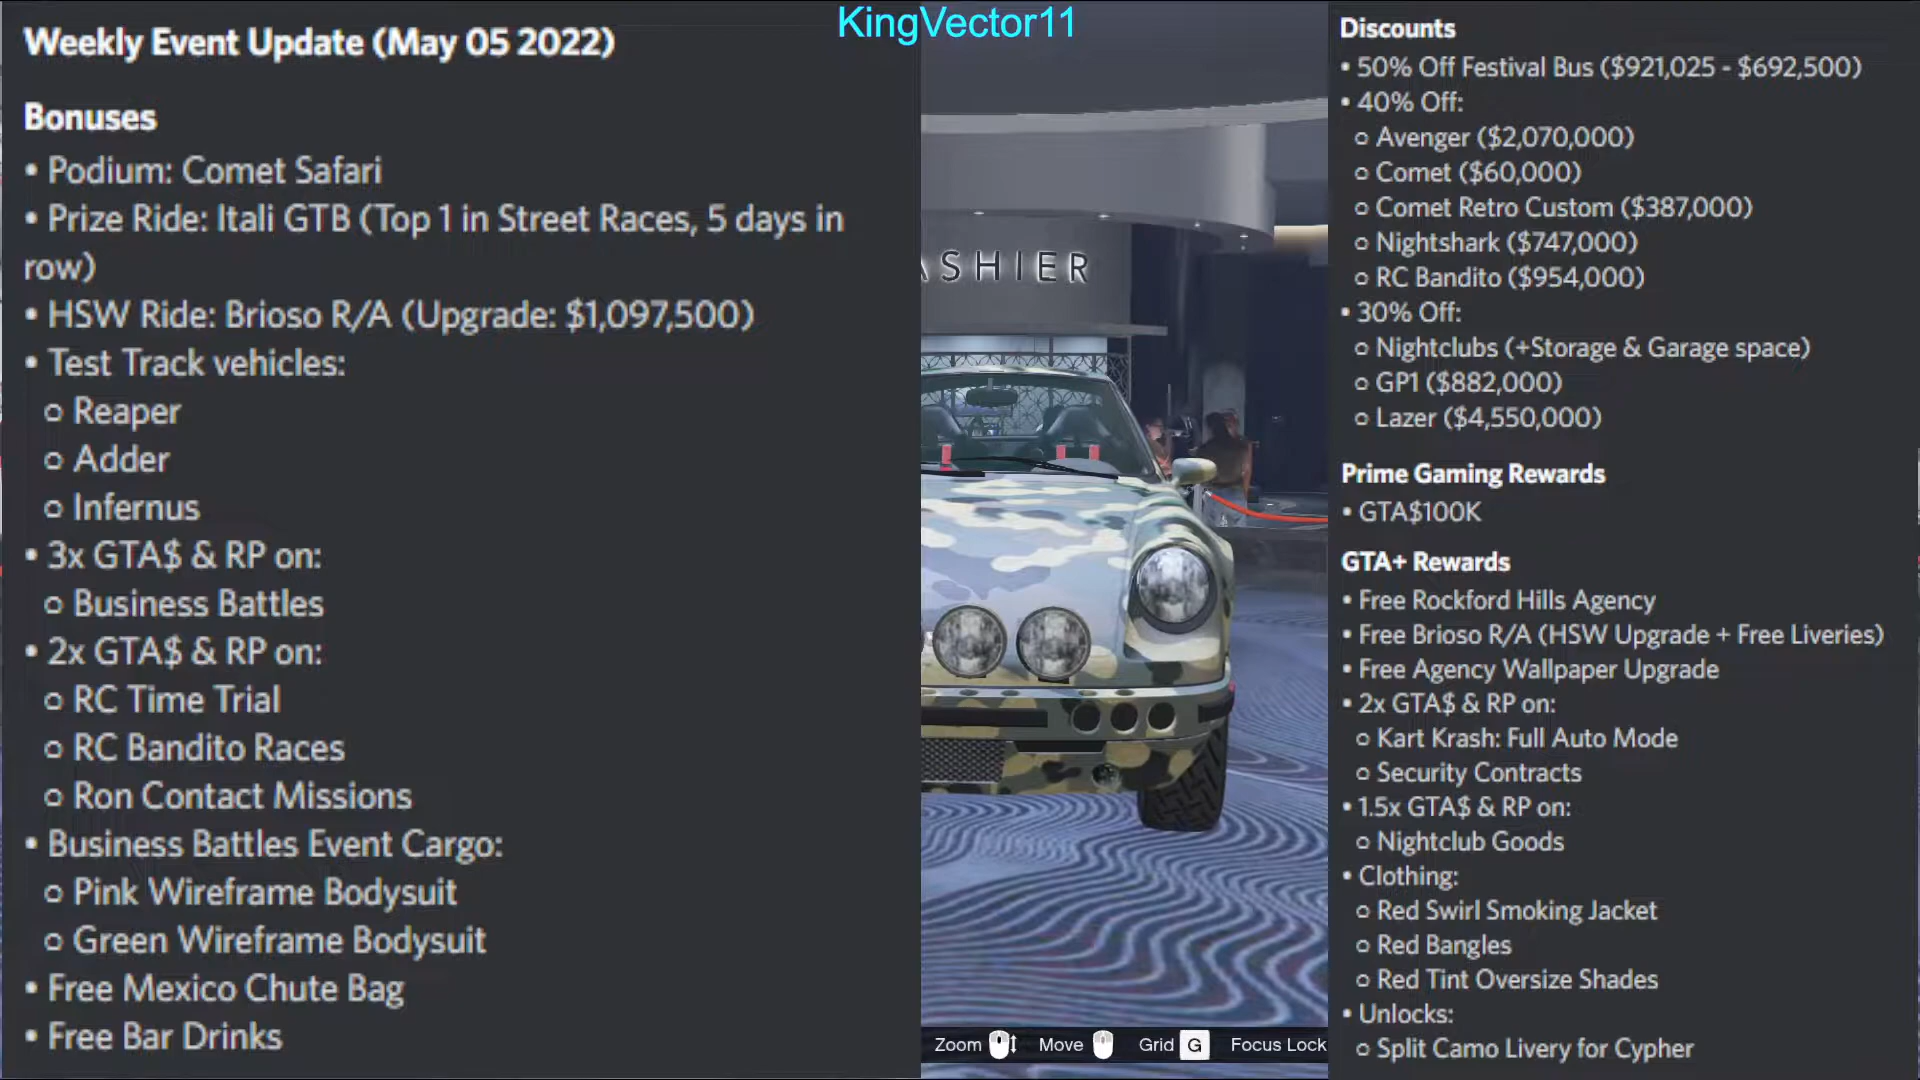 KingVector11
Weekly Event Update (May 05 2022)
Bonuses
• Podium: Comet Safari
• Prize Ride: Itali GTB (Top 1 in Street Races, 5 days in
row)
• HSW Ride: Brioso R/A (Upgrade: $1,097,500)
• Test Track vehicles:
○ Reaper
○ Adder
○ Infernus
• 3x GTA$ & RP on:
○ Business Battles
• 2x GTA$ & RP on:
○ RC Time Trial
○ RC Bandito Races
○ Ron Contact Missions
• Business Battles Event Cargo:
○ Pink Wireframe Bodysuit
○ Green Wireframe Bodysuit
• Free Mexico Chute Bag
• Free Bar Drinks
ASHIER
Zoom Move Grid G Focus Lock
Discounts
• 50% Off Festival Bus ($921,025 - $692,500)
• 40% Off:
○ Avenger ($2,070,000)
○ Comet ($60,000)
○ Comet Retro Custom ($387,000)
○ Nightshark ($747,000)
○ RC Bandito ($954,000)
• 30% Off:
○ Nightclubs (+Storage & Garage space)
○ GP1 ($882,000)
○ Lazer ($4,550,000)
Prime Gaming Rewards
• GTA$100K
GTA+ Rewards
• Free Rockford Hills Agency
• Free Brioso R/A (HSW Upgrade + Free Liveries)
• Free Agency Wallpaper Upgrade
• 2x GTA$ & RP on:
○ Kart Krash: Full Auto Mode
○ Security Contracts
• 1.5x GTA$ & RP on:
○ Nightclub Goods
• Clothing:
○ Red Swirl Smoking Jacket
○ Red Bangles
○ Red Tint Oversize Shades
• Unlocks:
○ Split Camo Livery for Cypher